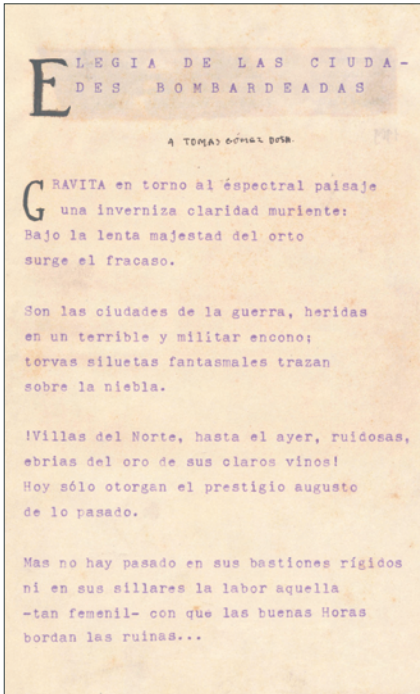 ELEGIA DE LAS CIUDA-
DES BOMBARDEADAS
A TOMAS GÓMEZ
GRAVITA en torno al éspectral paisaje
una inverniza claridad muriente:
Bajo la lenta majestad del orto
surge el fracaso.
Son las ciudades de la guerra, heridas
en un terrible y militar encono;
torvas siluetas fantasmales trazan
sobre la niebla.
!Villas del Norte, hasta el ayer, ruidosas,
ebrias del oro de sus claros vinos!
Hoy sólo otorgan el prestigio augusto
de lo pasado.
Mas no hay pasado en sus bastiones rígidos
ni en sus sillares la labor aquella
-tan femenil- con que las buenas Horas
bordan las ruinas...